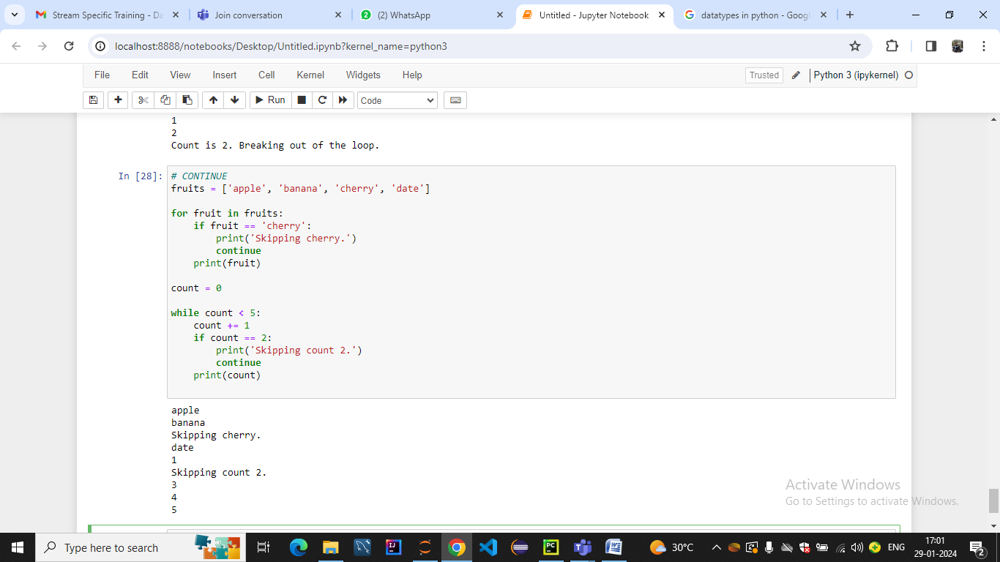 Stream Specific Training - Da
Join conversation
(2) WhatsApp
Untitled - Jupyter Notebook
datatypes in python - Googl
localhost:8888/notebooks/Desktop/Untitled.ipynb?kernel_name=python3
File Edit View Insert Cell Kernel Widgets Help
Trusted
Python 3 (ipykernel)
Run
Code
1
2
Count is 2. Breaking out of the loop.
In [28]:
# CONTINUE
fruits = ['apple', 'banana', 'cherry', 'date']
for fruit in fruits:
    if fruit == 'cherry':
        print('Skipping cherry.')
        continue
    print(fruit)
count = 0
while count < 5:
    count += 1
    if count == 2:
        print('Skipping count 2.')
        continue
    print(count)
apple
banana
Skipping cherry.
date
1
Skipping count 2.
3
4
5
Activate Windows
Go to Settings to activate Windows.
Type here to search
30°C
ENG
17:01
29-01-2024
2